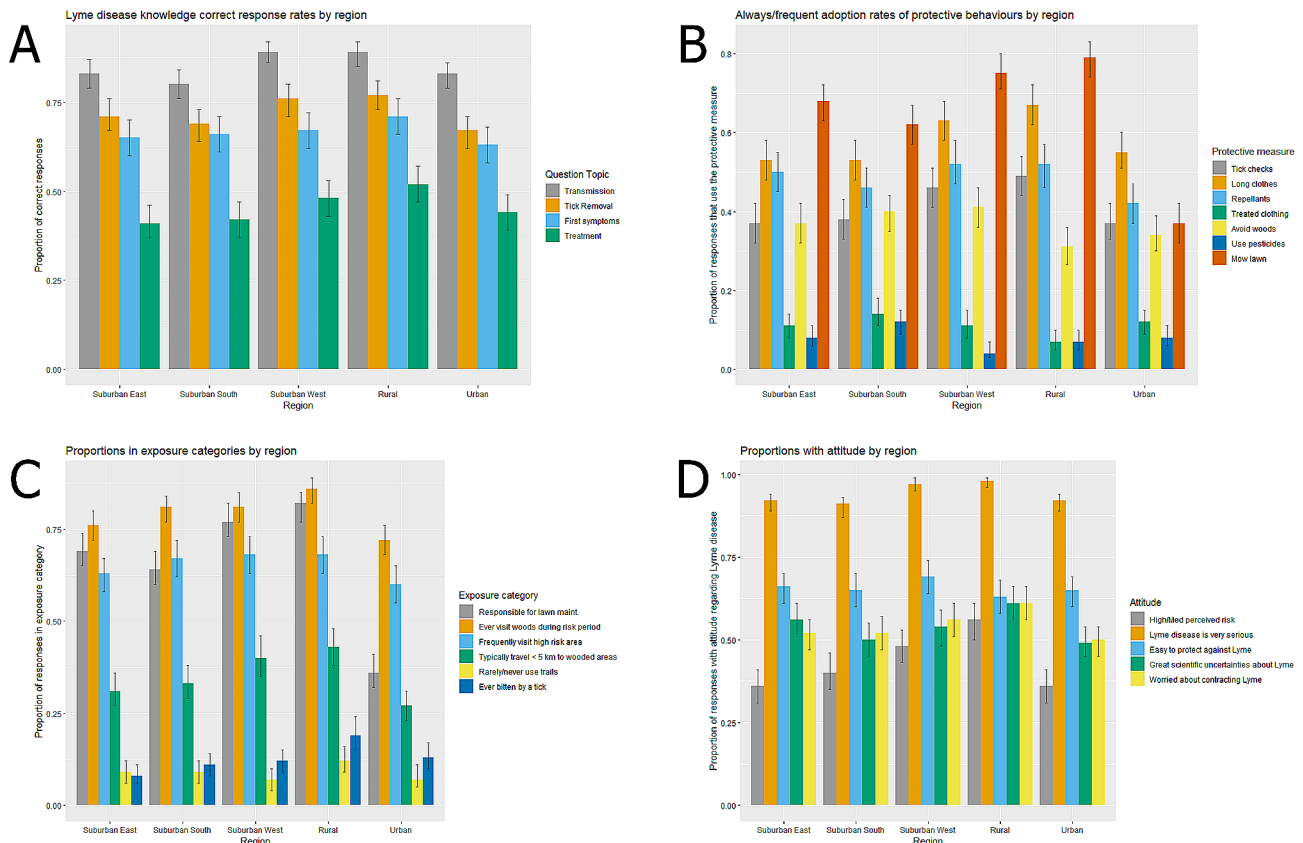 A
Lyme disease knowledge correct response rates by region
Proportion of correct responses
0.75
0.50
0.25
0.00
Suburban East
Suburban South
Suburban West
Rural
Urban
Region
Question Topic
Transmission
Tick Removal
First symptoms
Treatment
B
Always/frequent adoption rates of protective behaviours by region
Proportion of responses that use the protective measure
0.8
0.6
0.4
0.2
0.0
Suburban East
Suburban South
Suburban West
Rural
Urban
Region
Protective measure
Tick checks
Long clothes
Repellants
Treated clothing
Avoid woods
Use pesticides
Mow lawn
C
Proportions in exposure categories by region
Proportion of responses in exposure category
0.75
0.50
0.25
0.00
Suburban East
Suburban South
Suburban West
Rural
Urban
Region
Exposure category
Responsible for lawn maint.
Ever visit woods during risk period
Frequently visit high risk area
Typically travel < 5 km to wooded areas
Rarely/never use trails
Ever bitten by a tick
D
Proportions with attitude by region
Proportion of responses with attitude regarding Lyme disease
1.00
0.75
0.50
0.25
0.00
Suburban East
Suburban South
Suburban West
Rural
Urban
Region
Attitude
High/Med perceived risk
Lyme disease is very serious
Easy to protect against Lyme
Great scientific uncertainties about Lyme
Worried about contracting Lyme